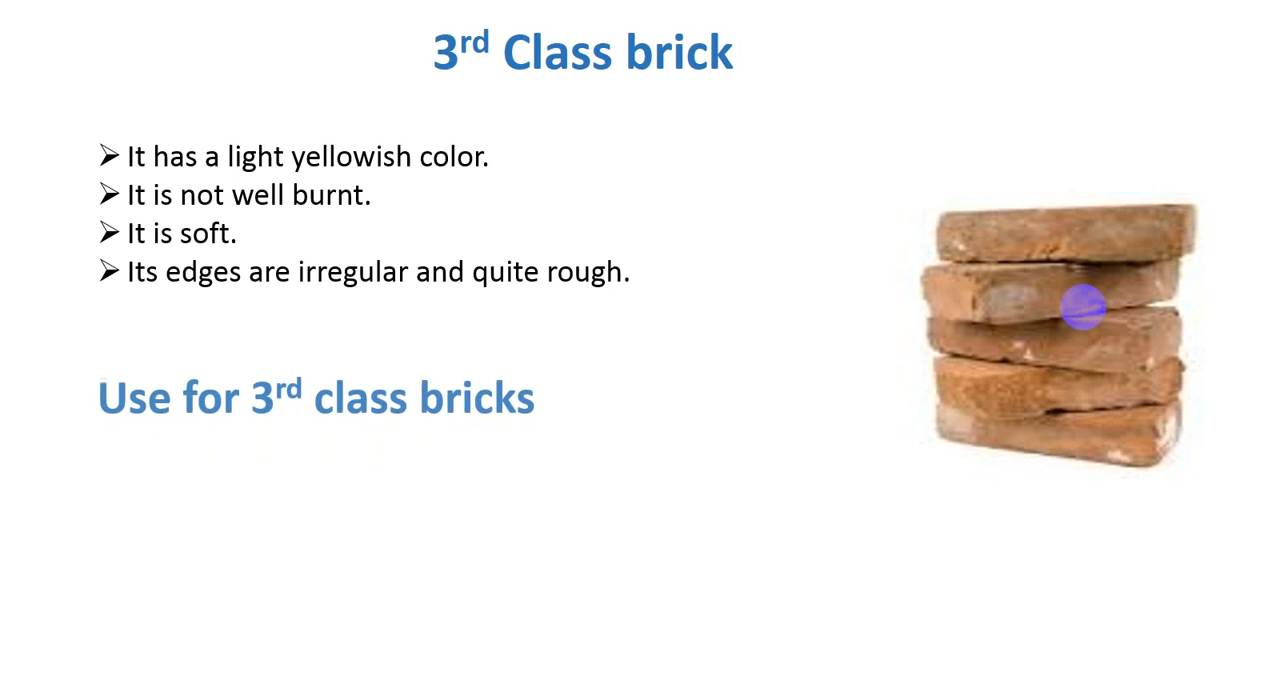 3rd Class brick
➢ It has a light yellowish color.
➢ It is not well burnt.
➢ It is soft.
➢ Its edges are irregular and quite rough.
Use for 3rd class bricks